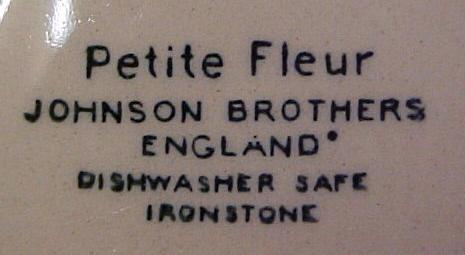 Petite Fleur
JOHNSON BROTHERS
ENGLAND•
DISHWASHER SAFE
IRONSTONE